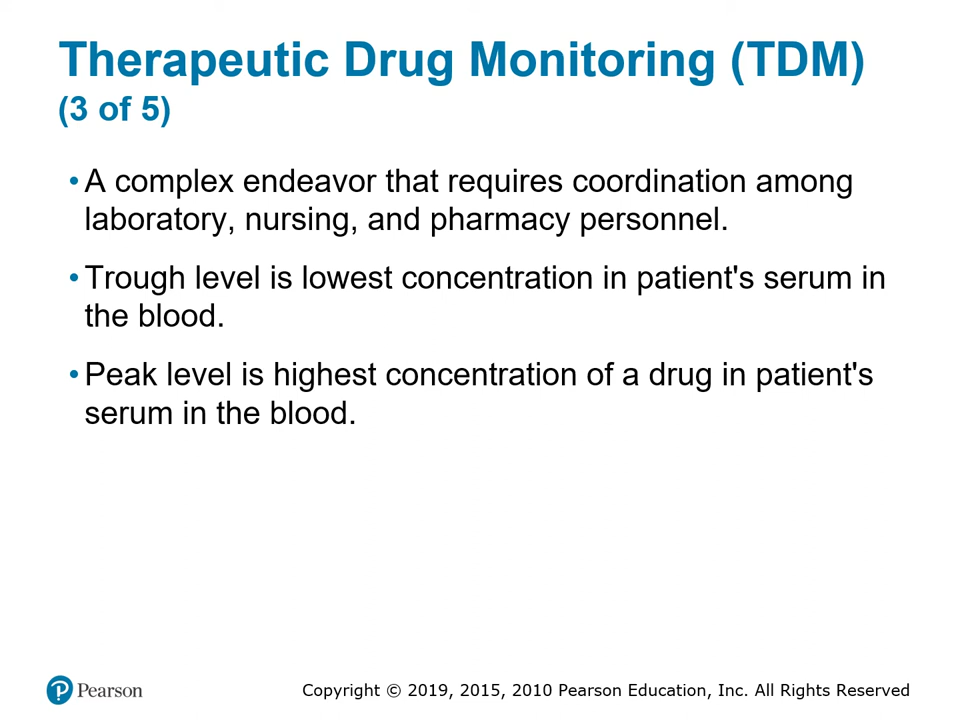 Therapeutic Drug Monitoring (TDM)
(3 of 5)
• A complex endeavor that requires coordination among
laboratory, nursing, and pharmacy personnel.
• Trough level is lowest concentration in patient's serum in
the blood.
• Peak level is highest concentration of a drug in patient's
serum in the blood.
Pearson
Copyright © 2019, 2015, 2010 Pearson Education, Inc. All Rights Reserved